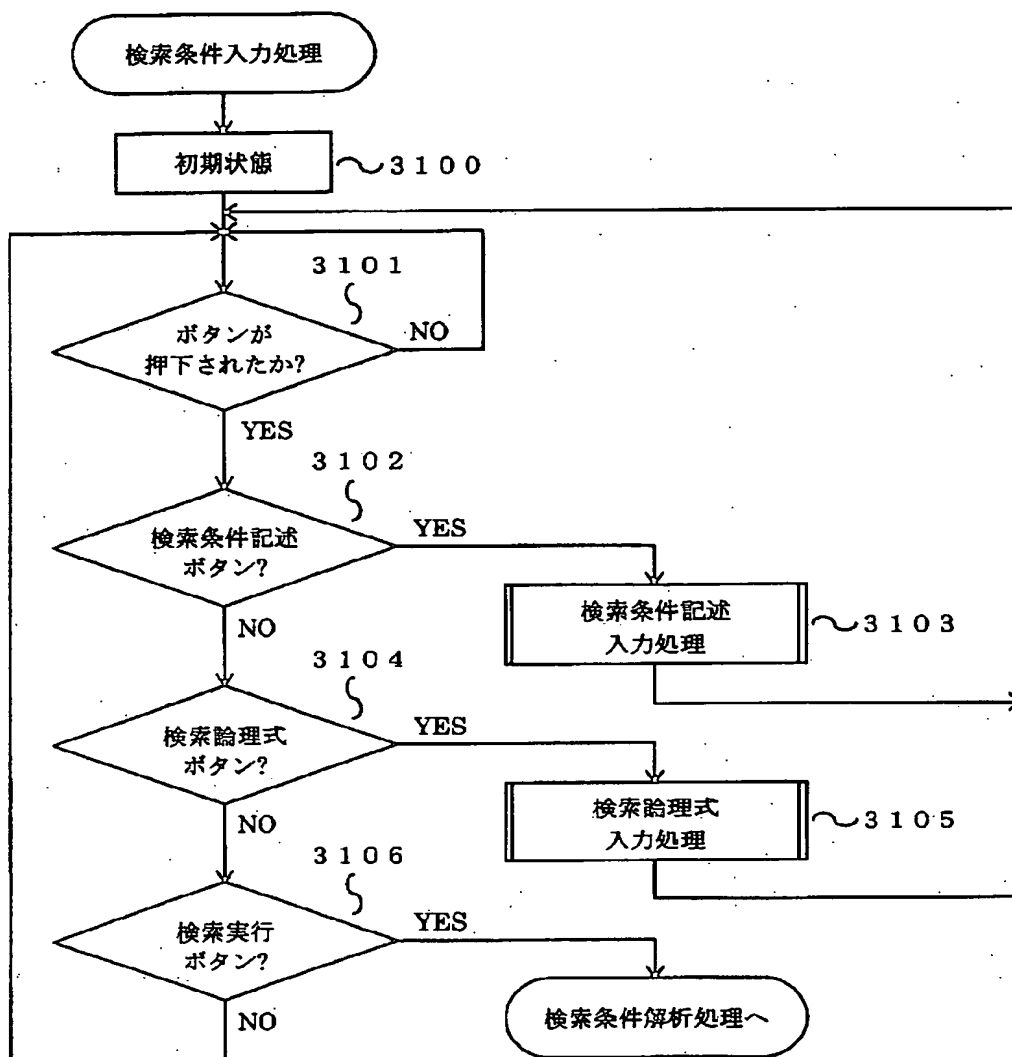 検索条件入力処理
初期状態
3100
3101
ボタンが
押下されたか?
NO
YES
3102
検索条件記述
ボタン?
YES
検索条件記述
入力処理
3103
NO
3104
検索論理式
ボタン?
YES
検索論理式
入力処理
3105
NO
3106
検索実行
ボタン?
YES
検索条件解析処理へ
NO